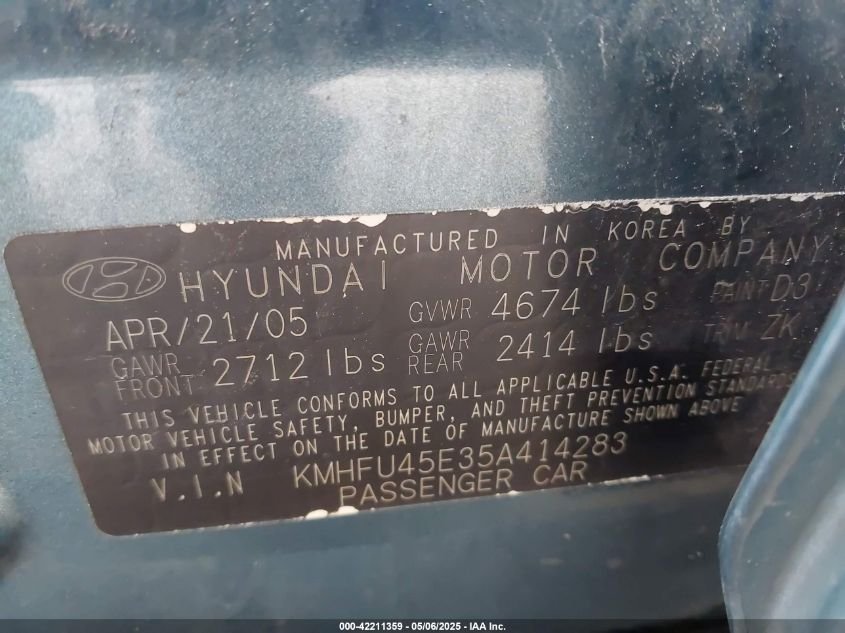 MANUFACTURED IN KOREA BY
HYUNDAI MOTOR COMPANY
APR/21/05 GVWR 4674 lbs PAINT D3
GAWR FRONT 2712 lbs GAWR REAR 2414 lbs TRIM ZK
THIS VEHICLE CONFORMS TO ALL APPLICABLE U.S.A. FEDERAL
MOTOR VEHICLE SAFETY, BUMPER, AND THEFT PREVENTION STANDARDS
IN EFFECT ON THE DATE OF MANUFACTURE SHOWN ABOVE
V.I.N KMHFU45E35A414283
PASSENGER CAR
000-42211359 - 05/06/2025 - IAA Inc.